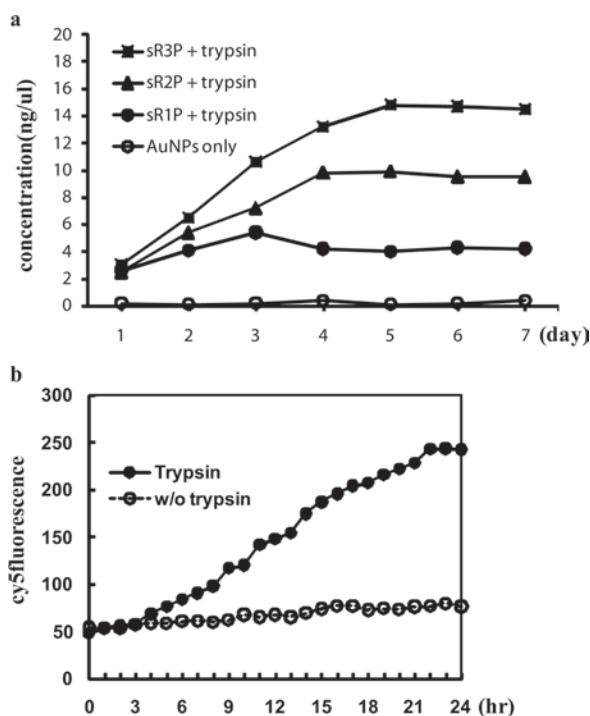 a
concentration(ng/ul)
20
18
16
14
12
10
8
6
4
2
0
sR3P + trypsin
sR2P + trypsin
sR1P + trypsin
AuNPs only
1 2 3 4 5 6 7 (day)
b
cy5fluorescence
300
250
200
150
100
50
0
Trypsin
w/o trypsin
0 3 6 9 12 15 18 21 24 (hr)